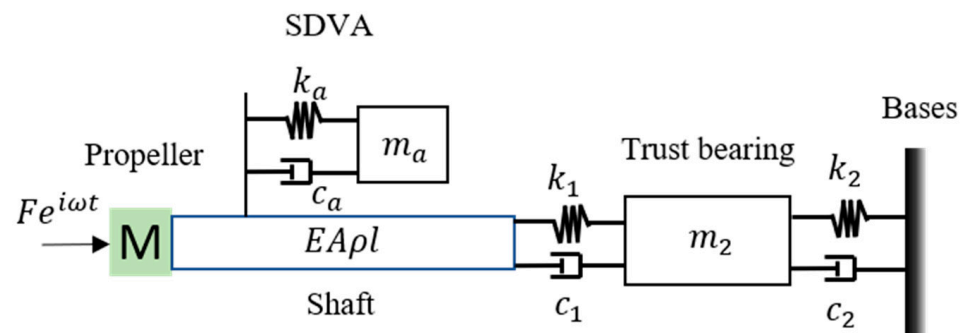 SDVA
k_a
m_a
c_a
Propeller
Fe^{iωt}
M
EAρl
Shaft
Trust bearing
k_1
c_1
m_2
k_2
c_2
Bases